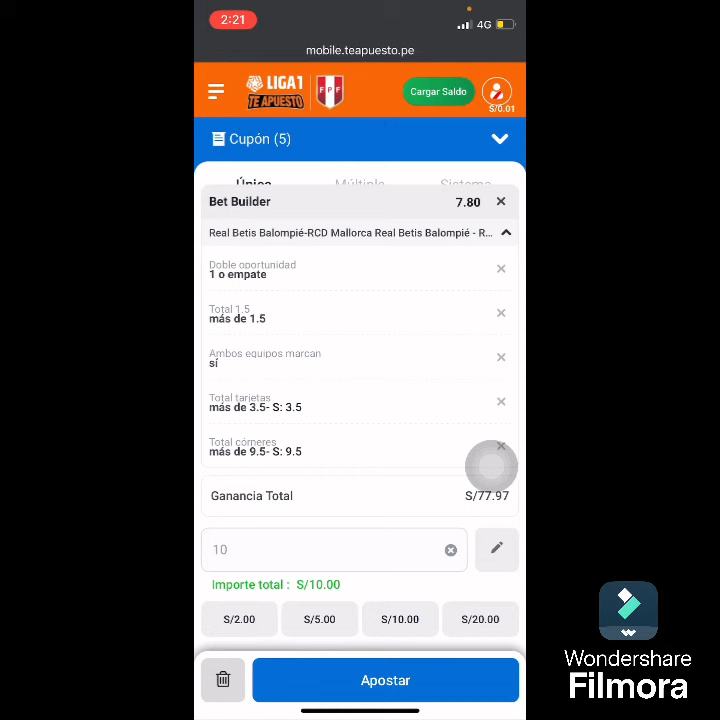 2:21
4G
mobile.teapuesto.pe
LIGA1
TE APUESTO
FPF
Cargar Saldo
S/0.01
Cupón (5)
Único Múltiple Sistema
Bet Builder 7.80
Real Betis Balompié-RCD Mallorca Real Betis Balompié - R...
Doble oportunidad
1 o empate
Total 1.5
más de 1.5
Ambos equipos marcan
sí
Total tarjetas
más de 3.5- S: 3.5
Total córneres
más de 9.5- S: 9.5
Ganancia Total S/77.97
10
Importe total : S/10.00
S/2.00 S/5.00 S/10.00 S/20.00
Apostar
Wondershare
Filmora